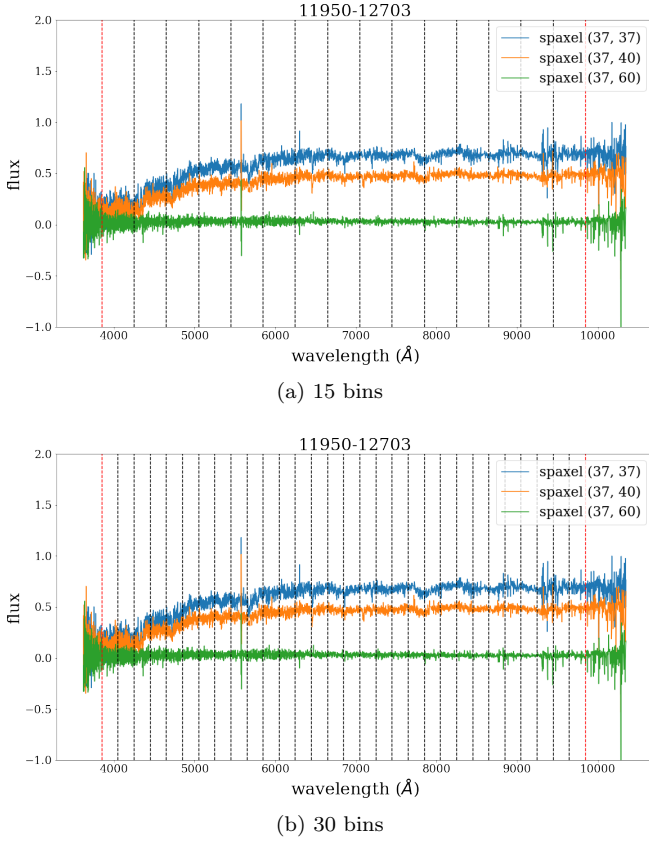 11950-12703
2.0
spaxel (37, 37)
1.5
spaxel (37, 40)
spaxel (37, 60)
1.0
flux
0.5
0.0
−0.5
−1.0
4000 5000 6000 7000 8000 9000 10000
wavelength (Å)
(a) 15 bins
11950-12703
2.0
spaxel (37, 37)
1.5
spaxel (37, 40)
spaxel (37, 60)
1.0
flux
0.5
0.0
−0.5
−1.0
4000 5000 6000 7000 8000 9000 10000
wavelength (Å)
(b) 30 bins